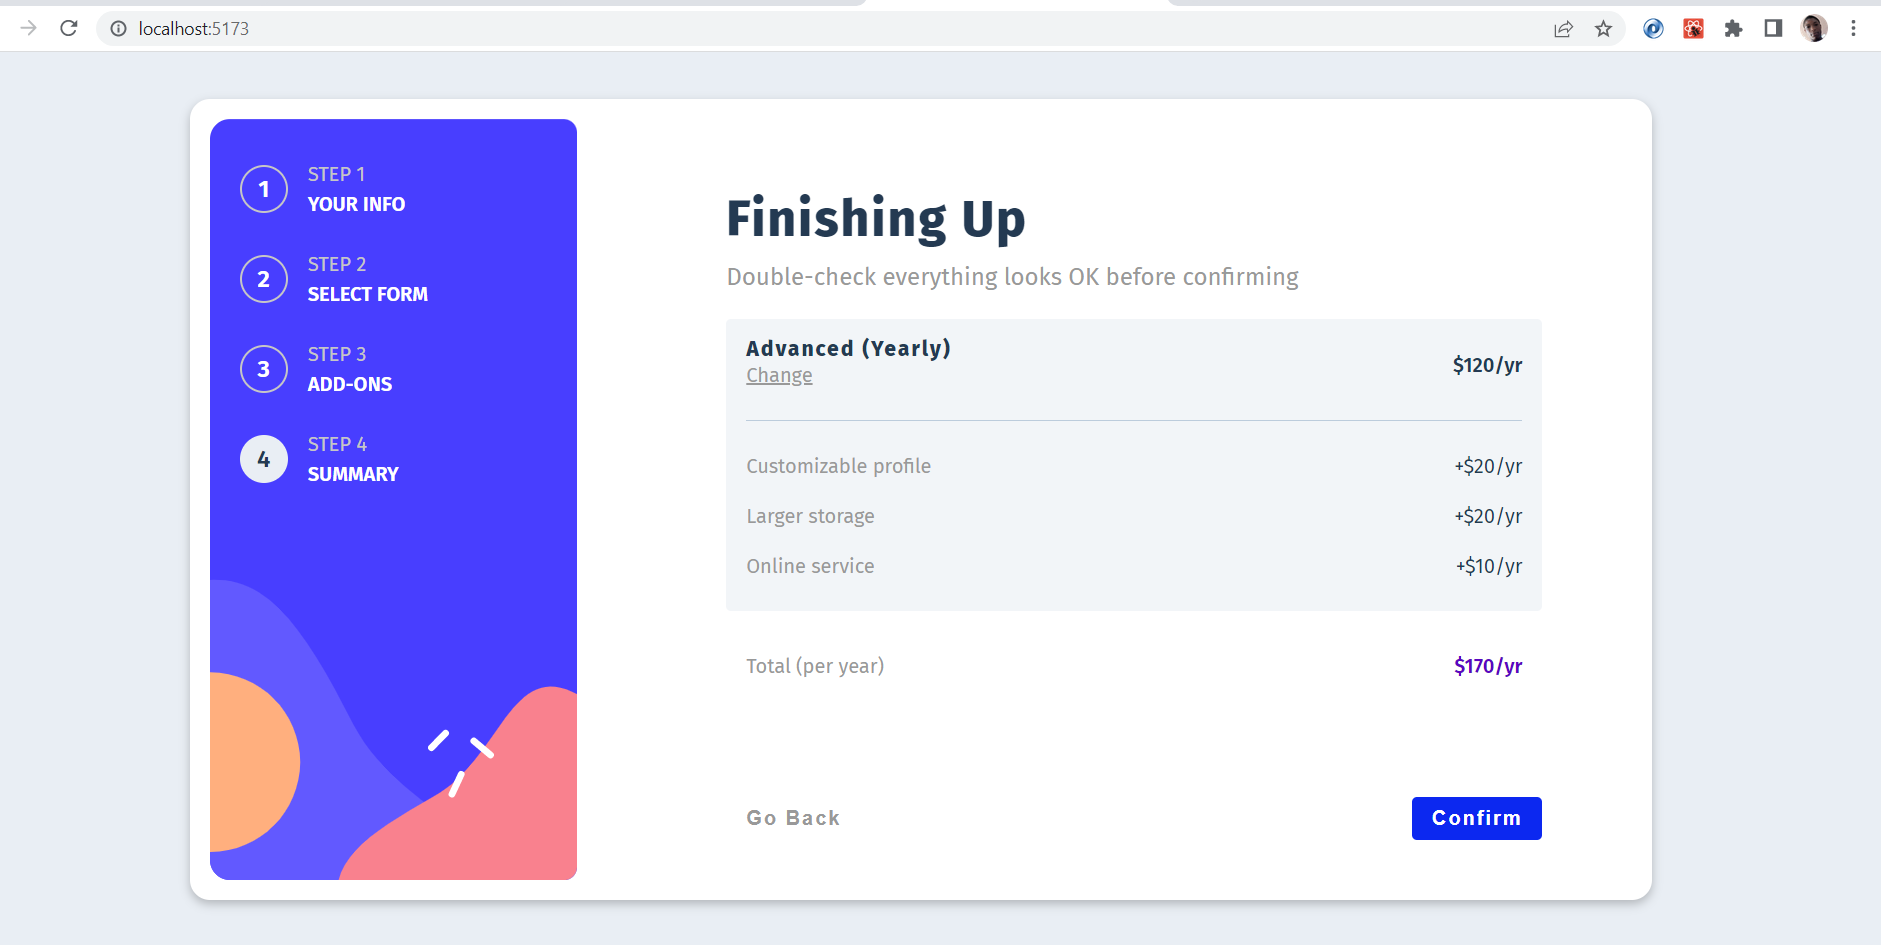 localhost:5173
1
STEP 1
YOUR INFO
2
STEP 2
SELECT FORM
3
STEP 3
ADD-ONS
4
STEP 4
SUMMARY
Finishing Up
Double-check everything looks OK before confirming
Advanced (Yearly)
Change
$120/yr
Customizable profile +$20/yr
Larger storage +$20/yr
Online service +$10/yr
Total (per year) $170/yr
Go Back
Confirm